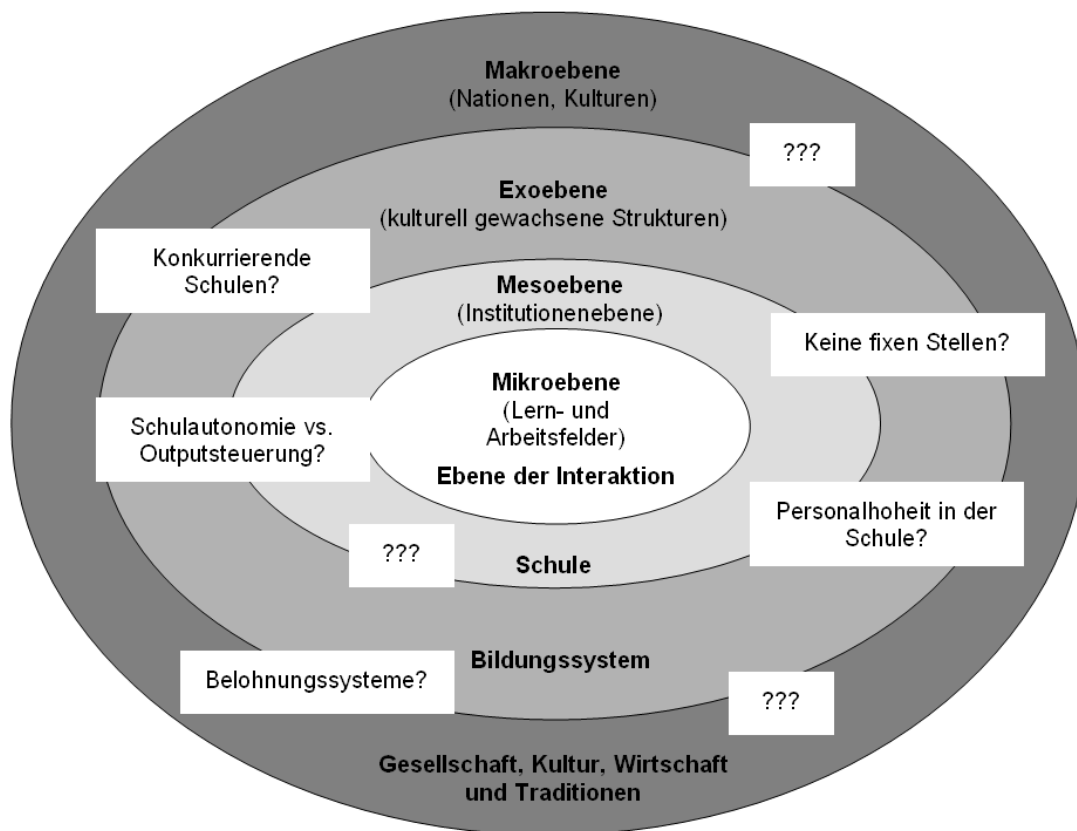 Makroebene
(Nationen, Kulturen)
???
Exoebene
(kulturell gewachsene Strukturen)
Konkurrierende
Schulen?
Mesoebene
(Institutionenebene)
Keine fixen Stellen?
Mikroebene
(Lern- und
Arbeitsfelder)
Schulautonomie vs.
Outputsteuerung?
Ebene der Interaktion
Personalhoheit in der
Schule?
???
Schule
Bildungssystem
Belohnungssysteme?
???
Gesellschaft, Kultur, Wirtschaft
und Traditionen